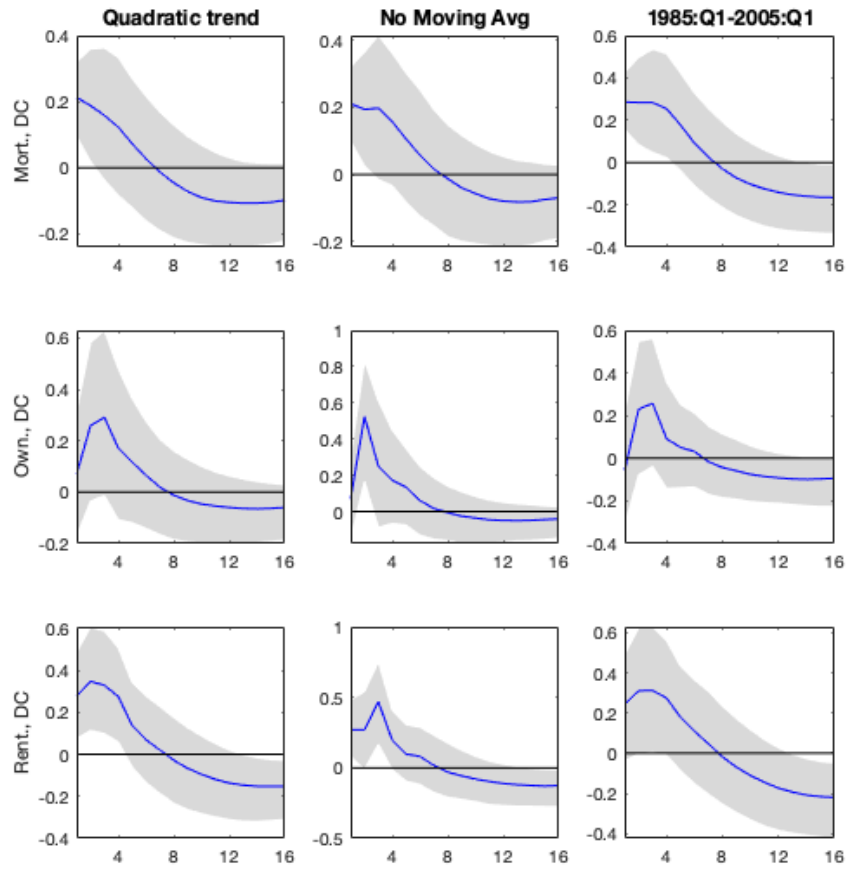 Quadratic trend No Moving Avg 1985:Q1-2005:Q1
Mort., DC
0.4 0.2 0 -0.2
4 8 12 16
0.4 0.2 0 -0.2
4 8 12 16
0.6 0.4 0.2 0 -0.2 -0.4
4 8 12 16
Own., DC
0.6 0.4 0.2 0 -0.2
4 8 12 16
1 0.8 0.6 0.4 0.2 0
4 8 12 16
0.6 0.4 0.2 0 -0.2 -0.4
4 8 12 16
Rent., DC
0.6 0.4 0.2 0 -0.2 -0.4
4 8 12 16
1 0.5 0 -0.5
4 8 12 16
0.6 0.4 0.2 0 -0.2 -0.4
4 8 12 16